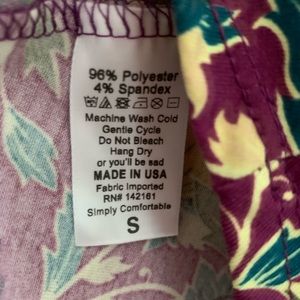 96% Polyester
4% Spandex
Machine Wash Cold
Gentle Cycle
Do Not Bleach
Hang Dry
or you'll be sad
MADE IN USA
Fabric Imported
RN# 142161
Simply Comfortable
S